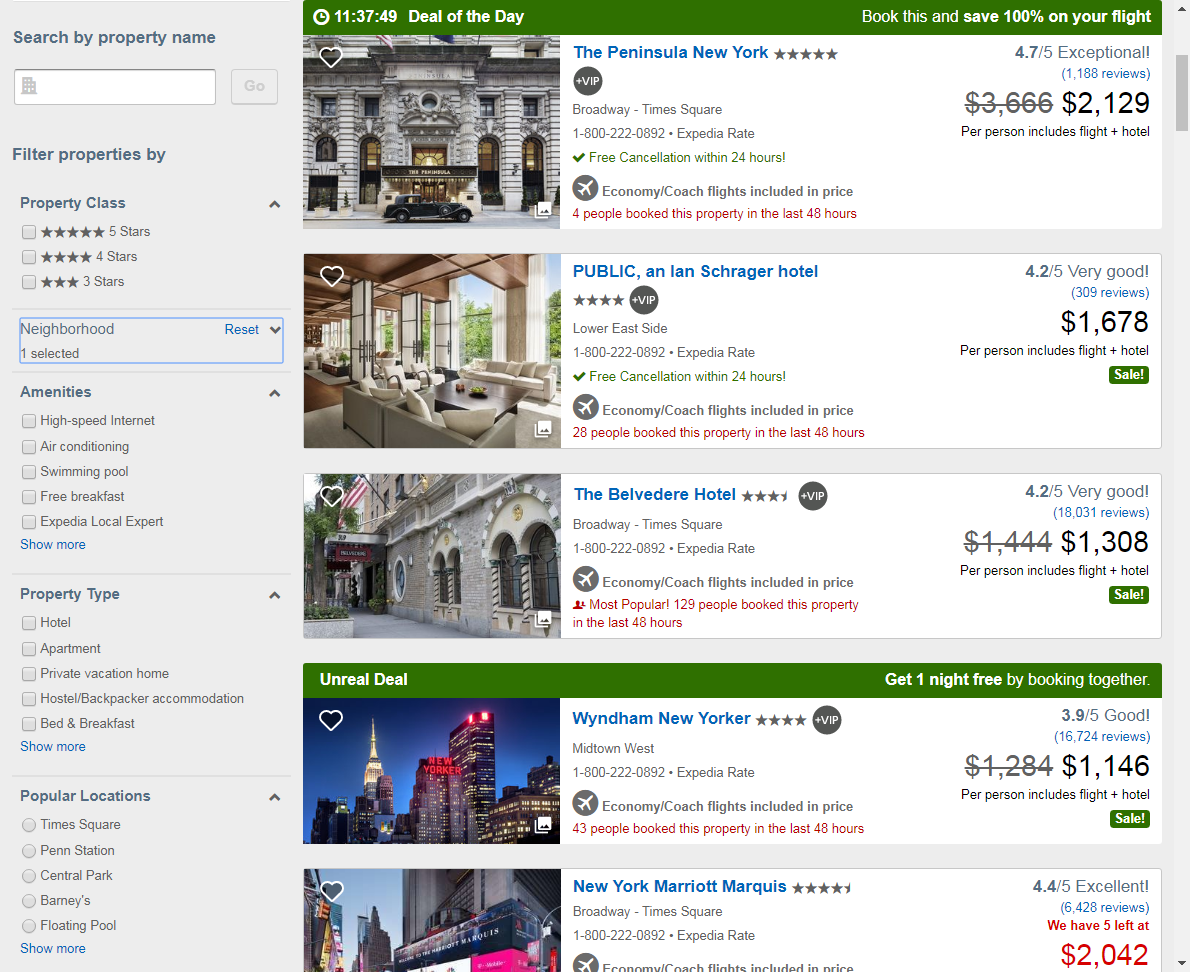 Search by property name
Go
Filter properties by
Property Class
5 Stars
4 Stars
3 Stars
Neighborhood Reset
1 selected
Amenities
High-speed Internet
Air conditioning
Swimming pool
Free breakfast
Expedia Local Expert
Show more
Property Type
Hotel
Apartment
Private vacation home
Hostel/Backpacker accommodation
Bed & Breakfast
Show more
Popular Locations
Times Square
Penn Station
Central Park
Barney's
Floating Pool
Show more
11:37:49 Deal of the Day Book this and save 100% on your flight
THE PENINSULA
THE PENINSULA
The Peninsula New York
+VIP
Broadway - Times Square
1-800-222-0892 • Expedia Rate
Free Cancellation within 24 hours!
Economy/Coach flights included in price
4 people booked this property in the last 48 hours
4.7/5 Exceptional!
(1,188 reviews)
$3,666 $2,129
Per person includes flight + hotel
PUBLIC, an Ian Schrager hotel
+VIP
Lower East Side
1-800-222-0892 • Expedia Rate
Free Cancellation within 24 hours!
Economy/Coach flights included in price
28 people booked this property in the last 48 hours
4.2/5 Very good!
(309 reviews)
$1,678
Per person includes flight + hotel
Sale!
BELVEDERE
The Belvedere Hotel +VIP
Broadway - Times Square
1-800-222-0892 • Expedia Rate
Economy/Coach flights included in price
Most Popular! 129 people booked this property
in the last 48 hours
4.2/5 Very good!
(18,031 reviews)
$1,444 $1,308
Per person includes flight + hotel
Sale!
Unreal Deal Get 1 night free by booking together.
NEW
YORKER
Wyndham New Yorker +VIP
Midtown West
1-800-222-0892 • Expedia Rate
Economy/Coach flights included in price
43 people booked this property in the last 48 hours
3.9/5 Good!
(16,724 reviews)
$1,284 $1,146
Per person includes flight + hotel
Sale!
WELCOME TO THE MARRIOTT MARQUIS
T-Mobile
New York Marriott Marquis
Broadway - Times Square
1-800-222-0892 • Expedia Rate
Economy/Coach flights included in price
4.4/5 Excellent!
(6,428 reviews)
We have 5 left at
$2,042